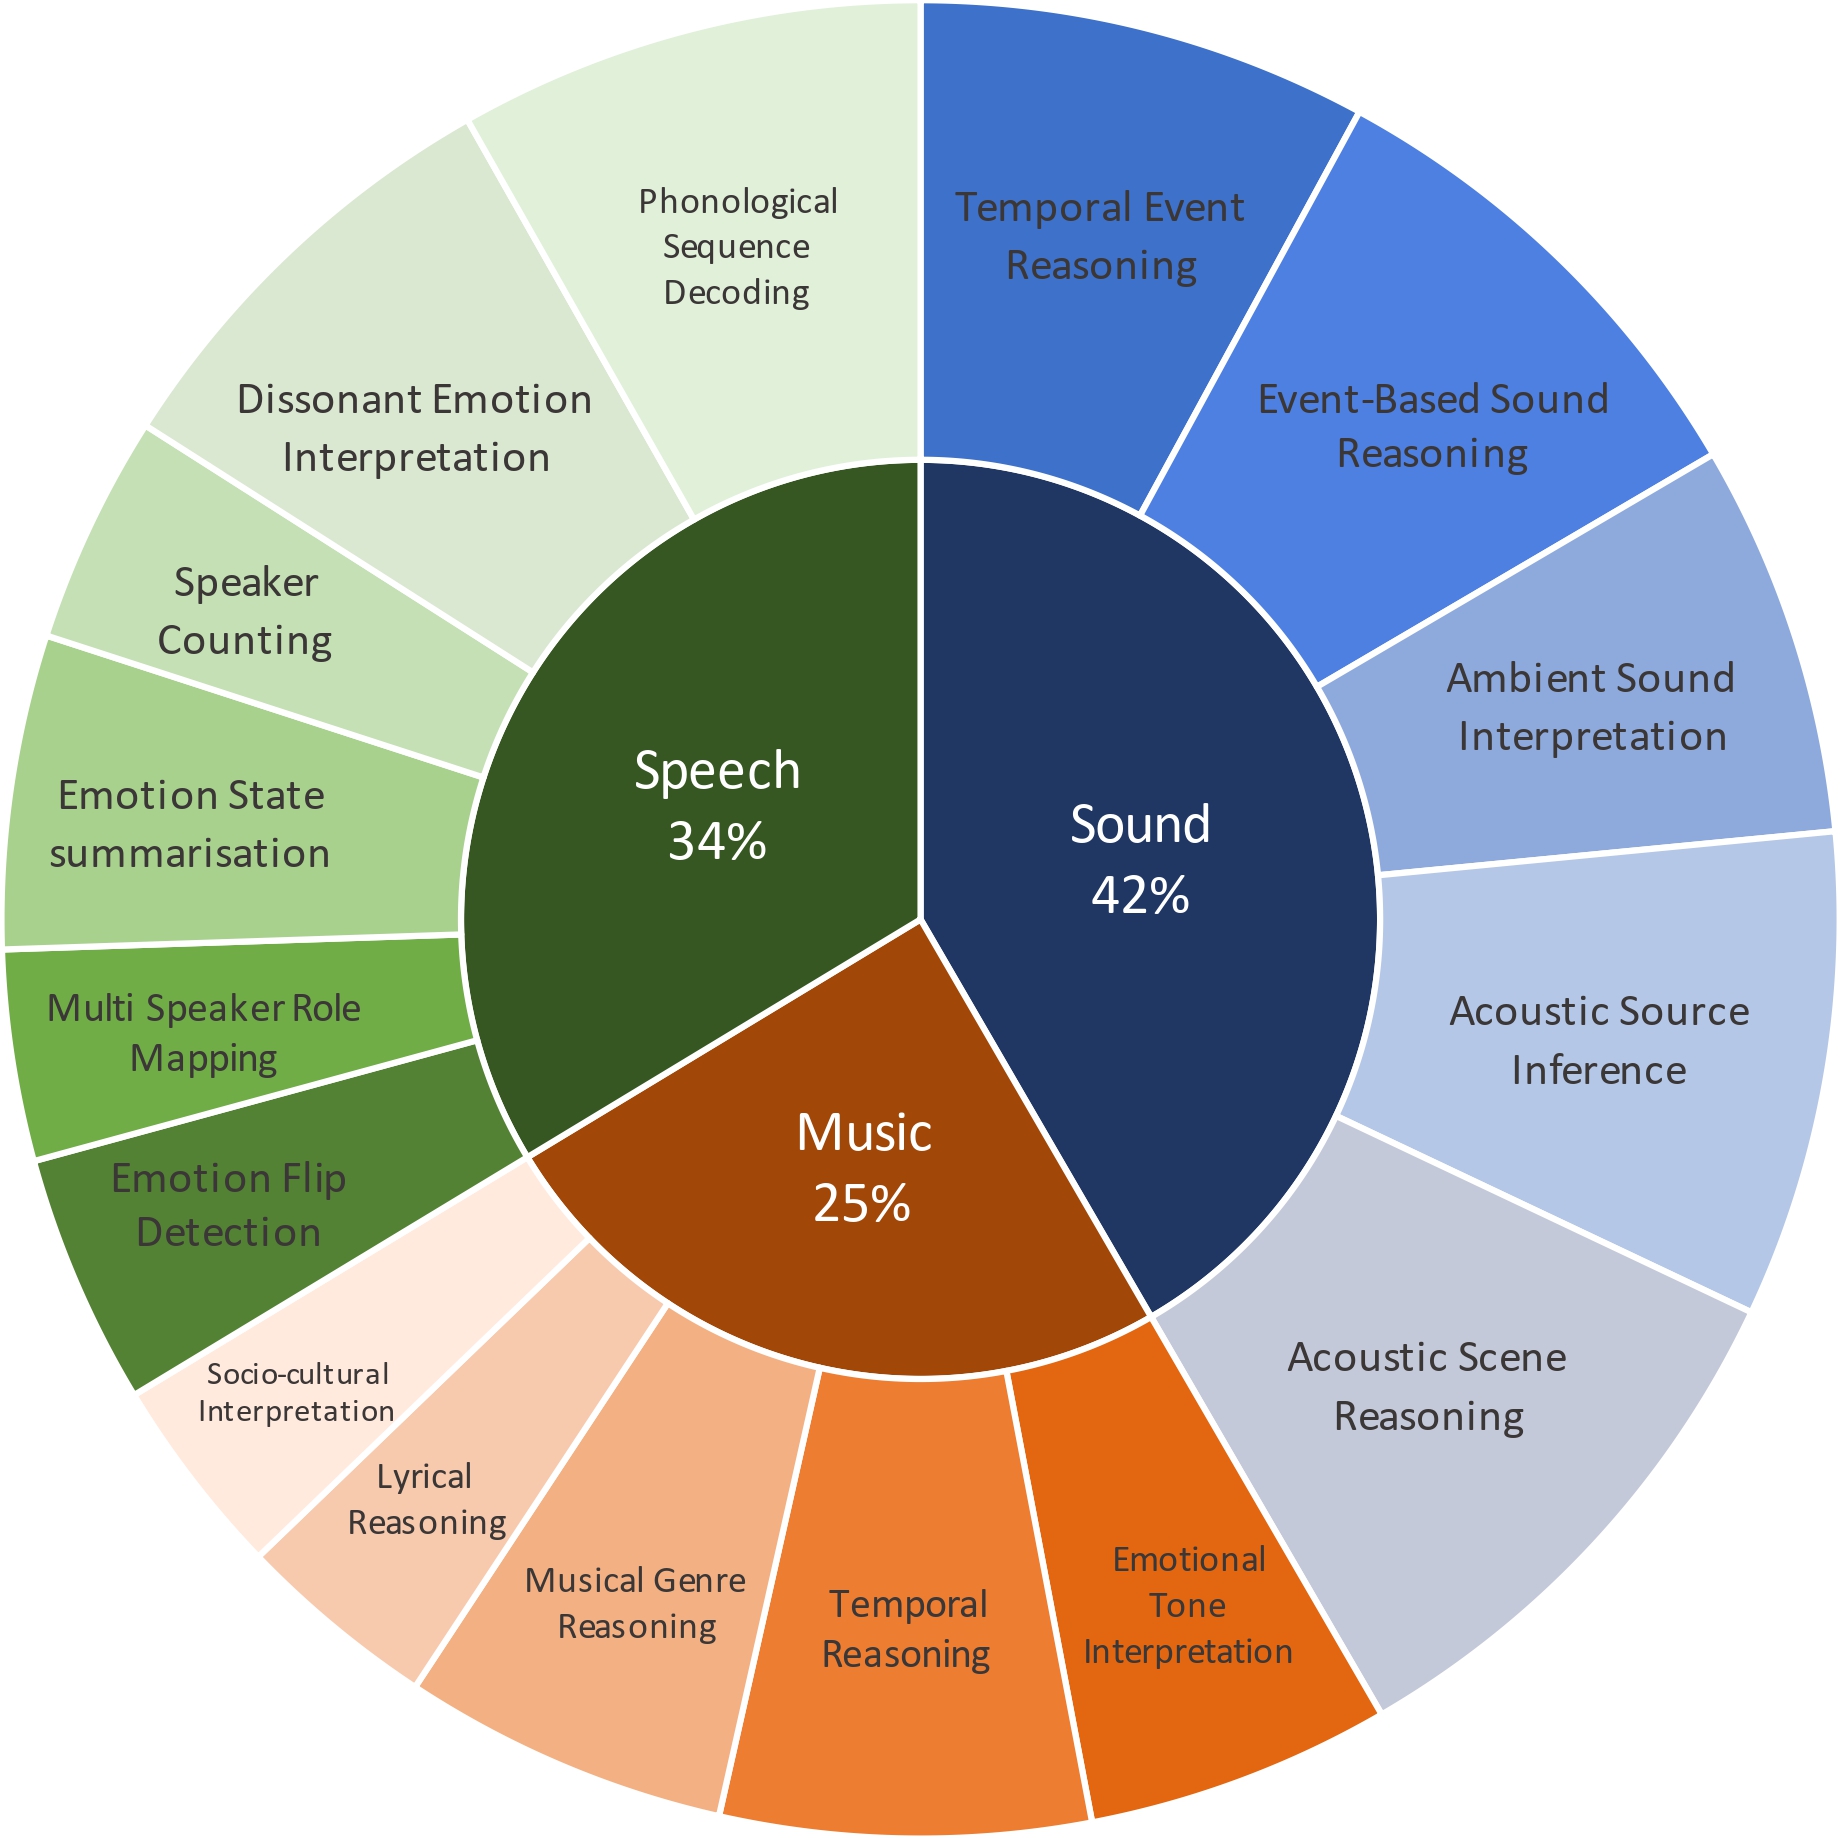 Phonological
Sequence
Decoding
Temporal Event
Reasoning
Dissonant Emotion
Interpretation
Event-Based Sound
Reasoning
Speaker
Counting
Ambient Sound
Interpretation
Speech
34%
Sound
42%
Emotion State
summarisation
Multi Speaker Role
Mapping
Acoustic Source
Inference
Music
25%
Emotion Flip
Detection
Socio-cultural
Interpretation
Acoustic Scene
Reasoning
Lyrical
Reasoning
Musical Genre
Reasoning
Temporal
Reasoning
Emotional
Tone
Interpretation